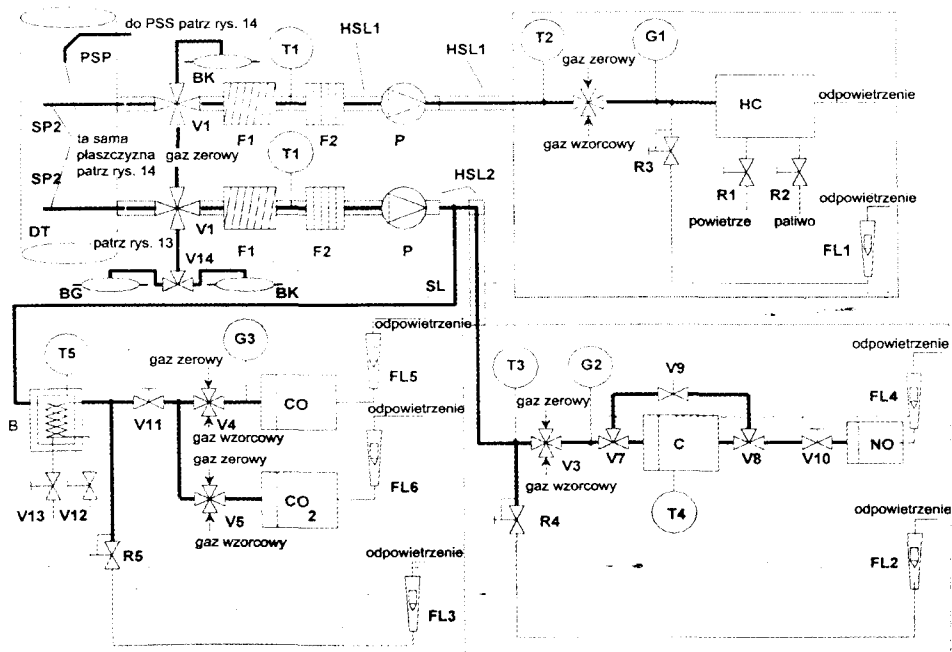 do PSS patrz rys. 14
PSP
BK
T1
HSL1
HSL1
T2
G1
gaz zerowy
HC
odpowietrzenie
SP2
V1
F1
F2
P
gaz wzorcowy
R3
R1
R2
powietrze
paliwo
FL1
ta sama
płaszczyzna
patrz rys. 14
gaz zerowy
T1
HSL2
SP2
DT
V1
F1
F2
P
patrz rys. 13
V14
BG
BK
SL
odpowietrzenie
T5
gaz zerowy
G3
FL5
odpowietrzenie
B
V11
V4
CO
gaz wzorcowy
gaz zerowy
V13
V12
V5
CO
2
FL6
gaz wzorcowy
R5
odpowietrzenie
FL3
T3
G2
V9
odpowietrzenie
FL4
gaz zerowy
V3
V7
C
V8
V10
NO
gaz wzorcowy
R4
T4
odpowietrzenie
FL2